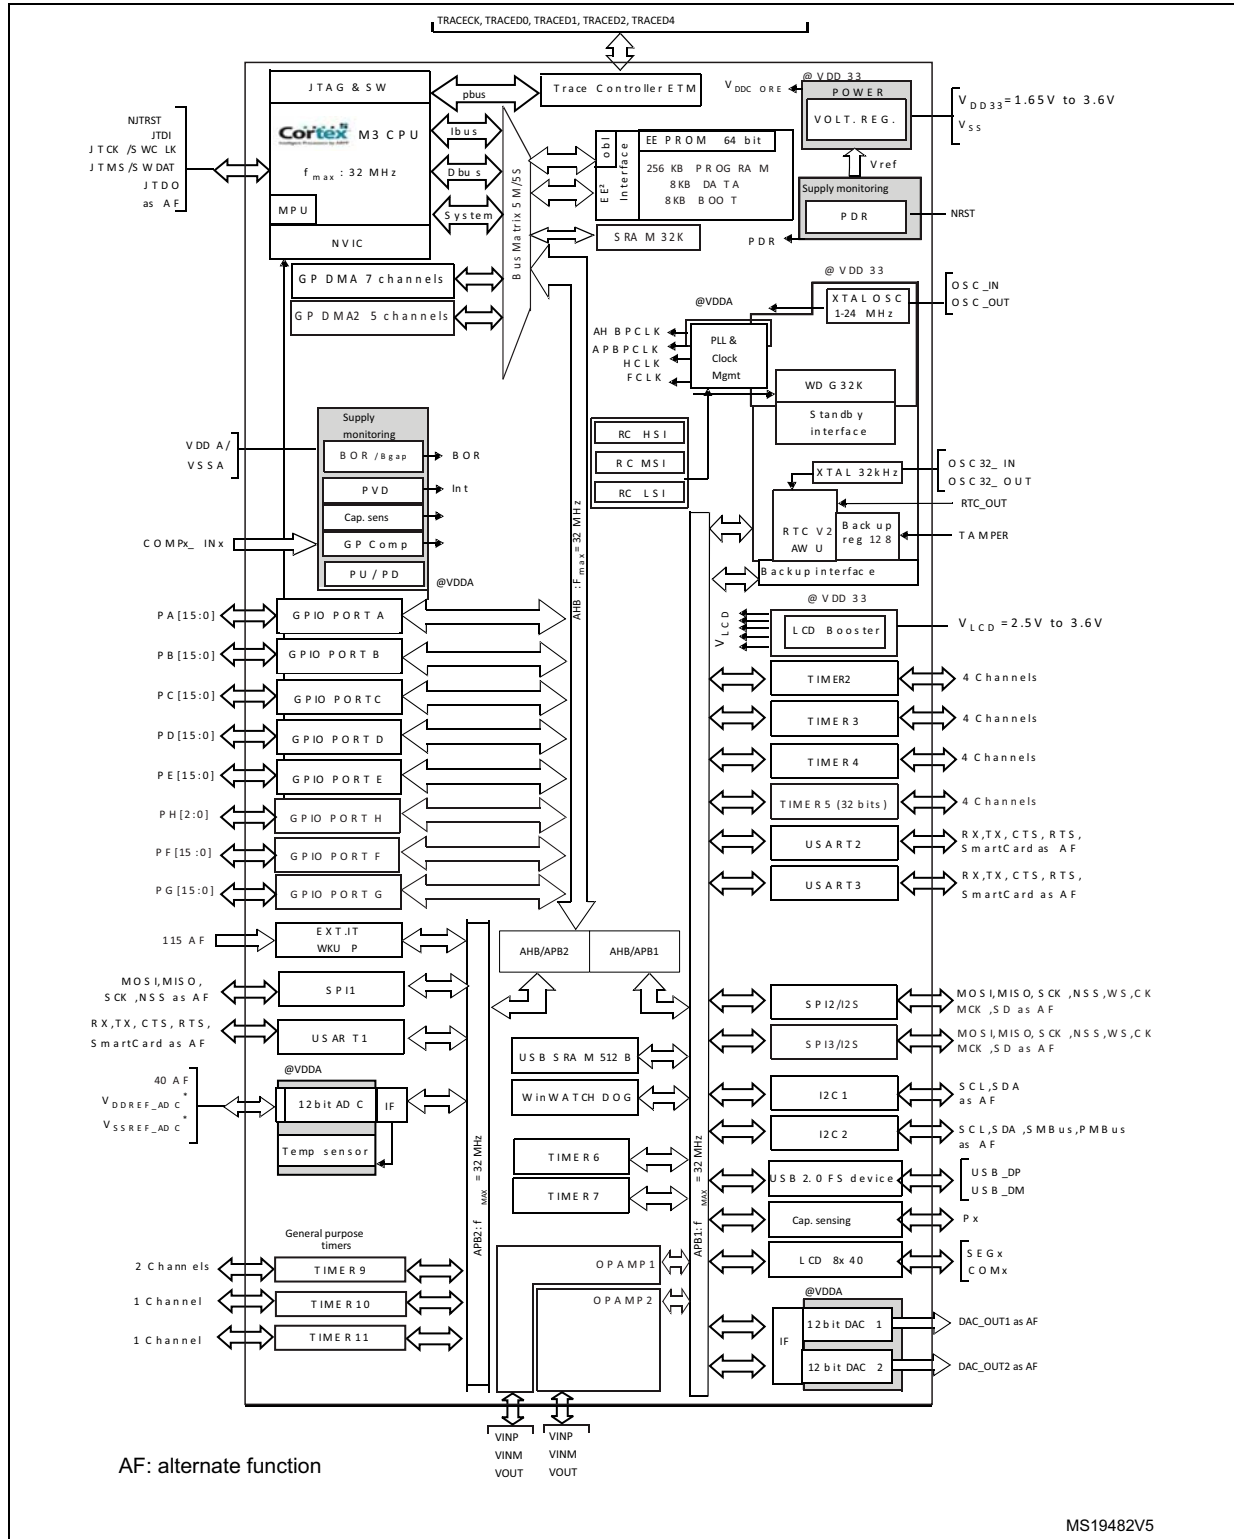 TRACECK, TRACED0, TRACED1, TRACED2, TRACED4
JTAG & SW
pbus
Trace Controller ETM
VDDCORE
@VDD33
POWER
VOLT. REG.
VDD33=1.65V to 3.6V
VSS
NJTRST
JTDI
JTCK/SWCLK
JTMS/SWDAT
JTDO
as AF
Cortex
M3 CPU
fmax: 32 MHz
MPU
NVIC
Ibus
Dbus
System
Bus Matrix 5M/5S
EE² Interface
obl
EEPROM 64 bit
256 KB PROGRAM
8KB DATA
8KB BOOT
SRAM 32K
Vref
Supply monitoring
PDR
NRST
PDR
GP DMA 7 channels
GP DMA2 5 channels
@VDD33
XTAL OSC
1-24 MHz
OSC_IN
OSC_OUT
@VDDA
PLL &
Clock
Mgmt
AHBPCLK
APBPCLK
HCLK
FCLK
WDG32K
Standby
interface
RC HSI
RC MSI
RC LSI
Supply
monitoring
VDDA/
VSSA
BOR/Bgap
BOR
PVD
Int
Cap. sens
COMPx_INx
GP Comp
PU/PD
@VDDA
AHB: Fmax=32 MHz
XTAL 32kHz
OSC32_IN
OSC32_OUT
RTC_OUT
RTC V2
AWU
Backup
reg 128
TAMPER
Backup interface
@VDD33
VLCD
LCD Booster
VLCD=2.5V to 3.6V
PA[15:0]
GPIO PORT A
PB[15:0]
GPIO PORT B
PC[15:0]
GPIO PORT C
PD[15:0]
GPIO PORT D
PE[15:0]
GPIO PORT E
PH[2:0]
GPIO PORT H
PF[15:0]
GPIO PORT F
PG[15:0]
GPIO PORT G
TIMER2
4 Channels
TIMER3
4 Channels
TIMER4
4 Channels
TIMER5 (32 bits)
4 Channels
USART2
RX,TX, CTS, RTS,
SmartCard as AF
USART3
RX,TX, CTS, RTS,
SmartCard as AF
115 AF
EXT.IT
WKUP
AHB/APB2
AHB/APB1
MOSI,MISO,
SCK,NSS as AF
SPI1
RX,TX, CTS, RTS,
SmartCard as AF
USART1
SPI2/I2S
MOSI,MISO, SCK,NSS,WS,CK
MCK,SD as AF
SPI3/I2S
MOSI,MISO, SCK,NSS,WS,CK
MCK,SD as AF
USB SRAM 512 B
WinWATCHDOG
@VDDA
40 AF
VDDREF_ADC*
VSSREF_ADC*
12bit ADC
IF
Temp sensor
I2C1
SCL,SDA
as AF
I2C2
SCL,SDA,SMBus,PMBus
as AF
TIMER6
TIMER7
APB2: fMAX = 32 MHz
APB1: fMAX = 32 MHz
USB 2.0 FS device
USB_DP
USB_DM
Cap. sensing
Px
LCD 8x40
SEGx
COMx
General purpose
timers
2 Channels
TIMER9
1 Channel
TIMER10
1 Channel
TIMER11
OPAMP1
OPAMP2
@VDDA
IF
12bit DAC 1
DAC_OUT1 as AF
12bit DAC 2
DAC_OUT2 as AF
VINP
VINM
VOUT
VINP
VINM
VOUT
AF: alternate function
MS19482V5